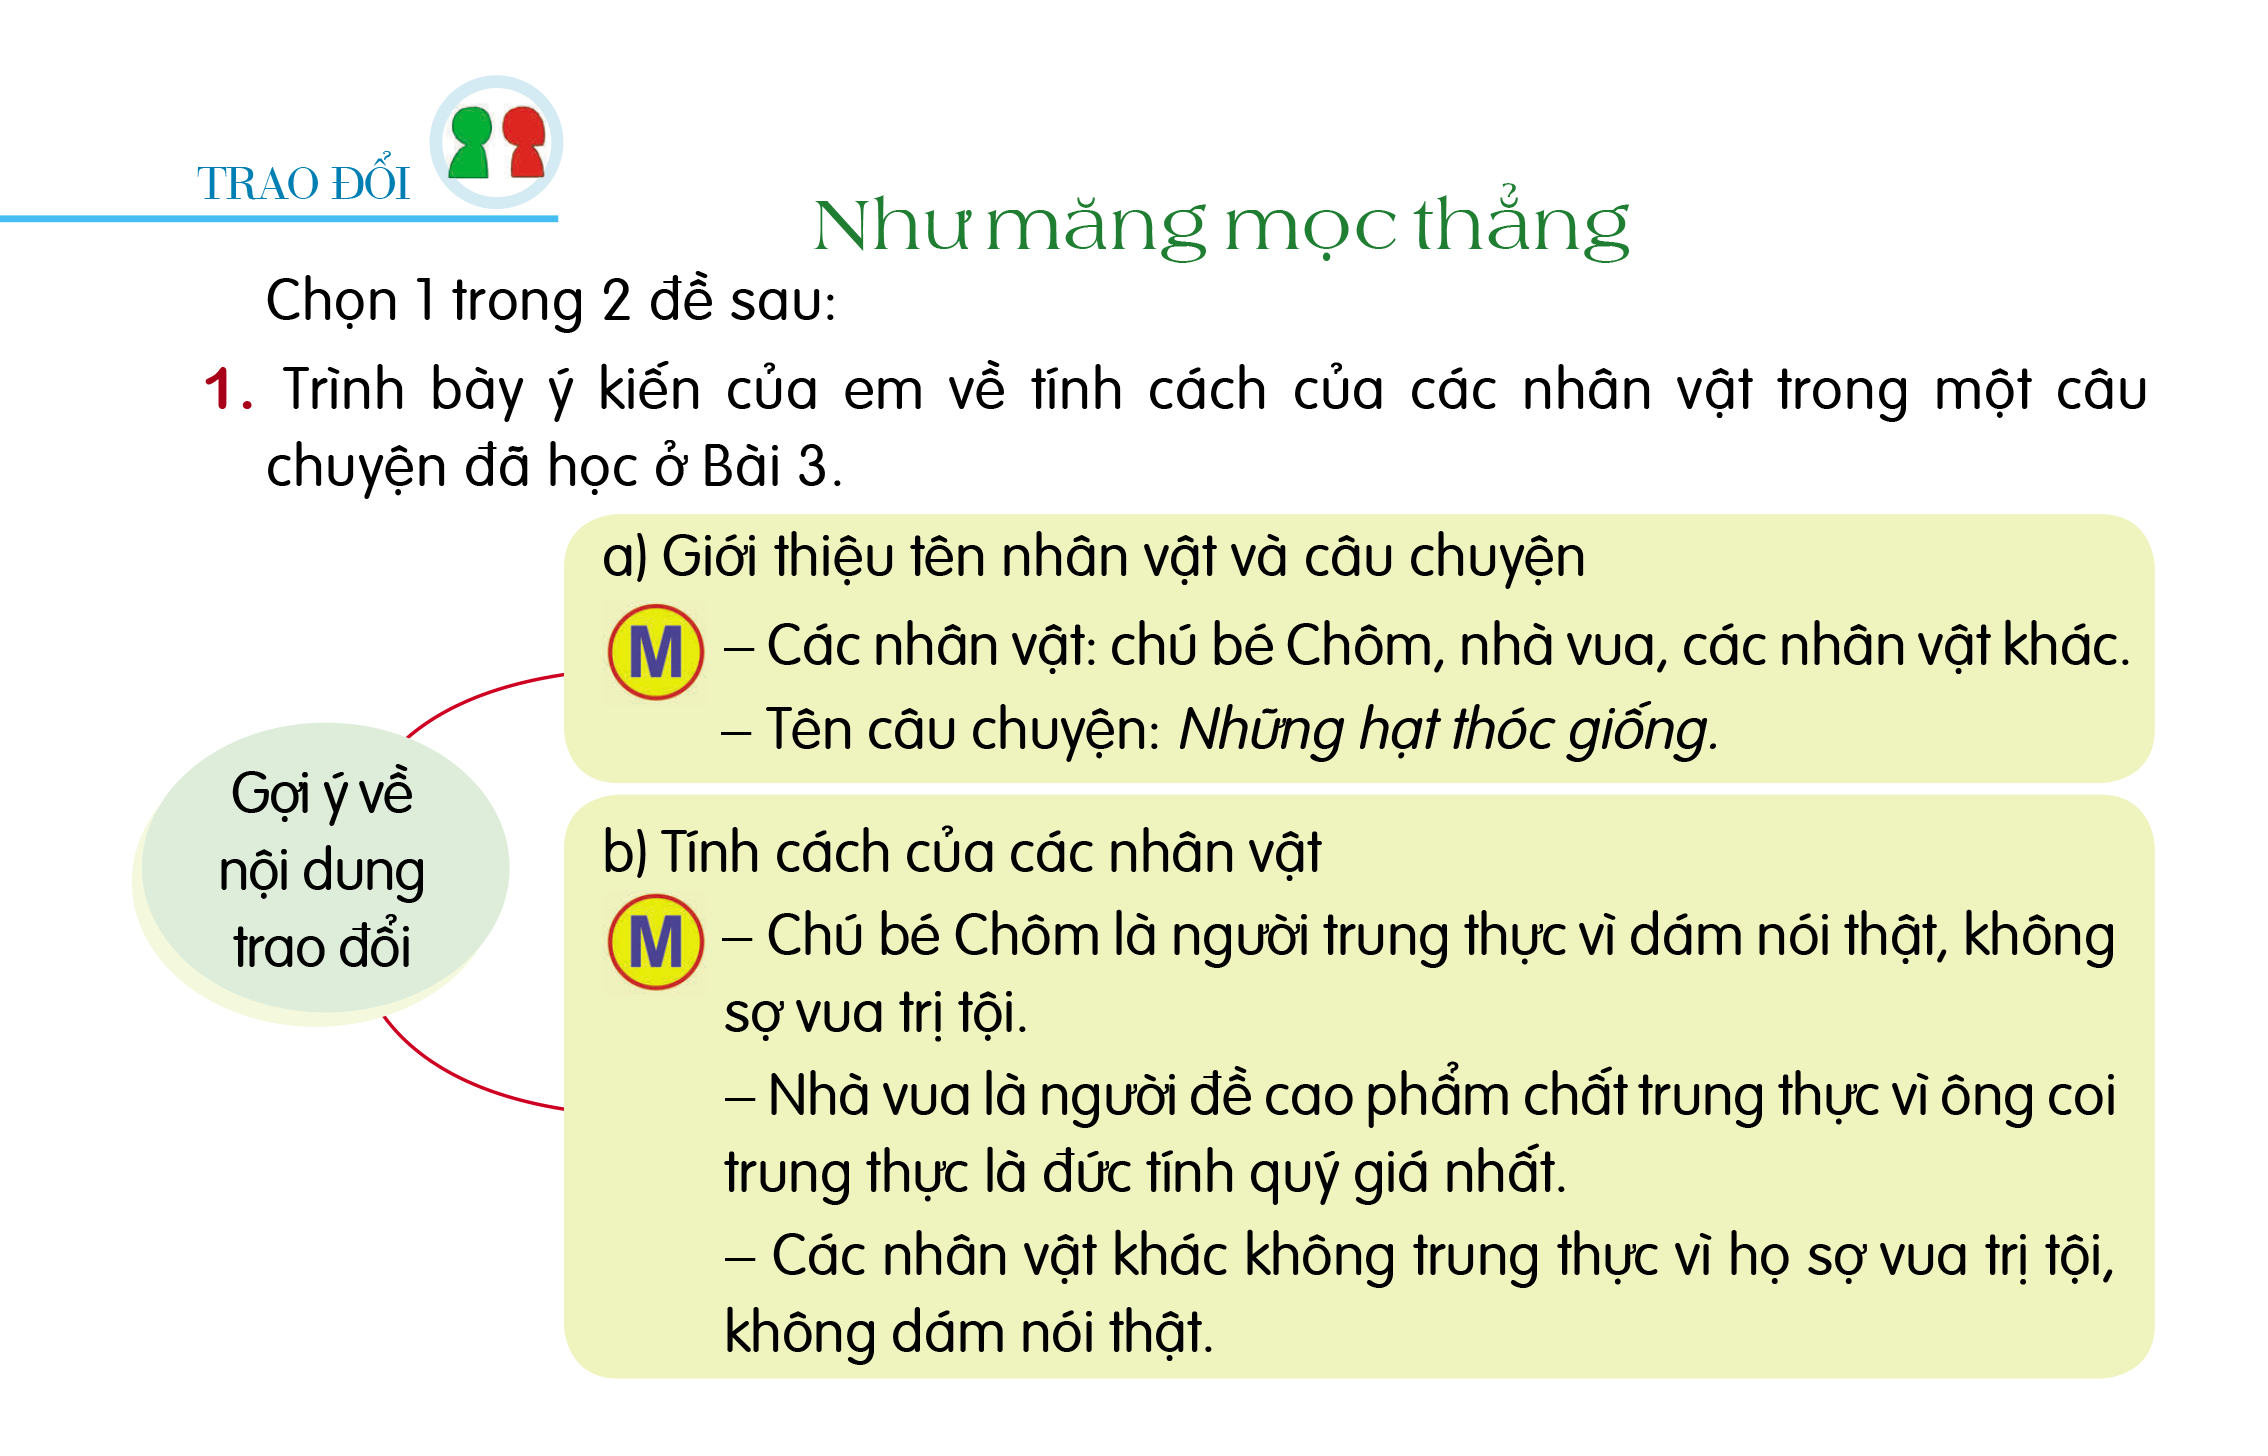 TRAO ĐỔI
Như măng mọc thẳng
Chọn 1 trong 2 đề sau:
1. Trình bày ý kiến của em về tính cách của các nhân vật trong một câu
chuyện đã học ở Bài 3.
a) Giới thiệu tên nhân vật và câu chuyện
M – Các nhân vật: chú bé Chôm, nhà vua, các nhân vật khác.
– Tên câu chuyện: Những hạt thóc giống.
Gợi ý về
nội dung
trao đổi
b) Tính cách của các nhân vật
M – Chú bé Chôm là người trung thực vì dám nói thật, không
sợ vua trị tội.
– Nhà vua là người đề cao phẩm chất trung thực vì ông coi
trung thực là đức tính quý giá nhất.
– Các nhân vật khác không trung thực vì họ sợ vua trị tội,
không dám nói thật.